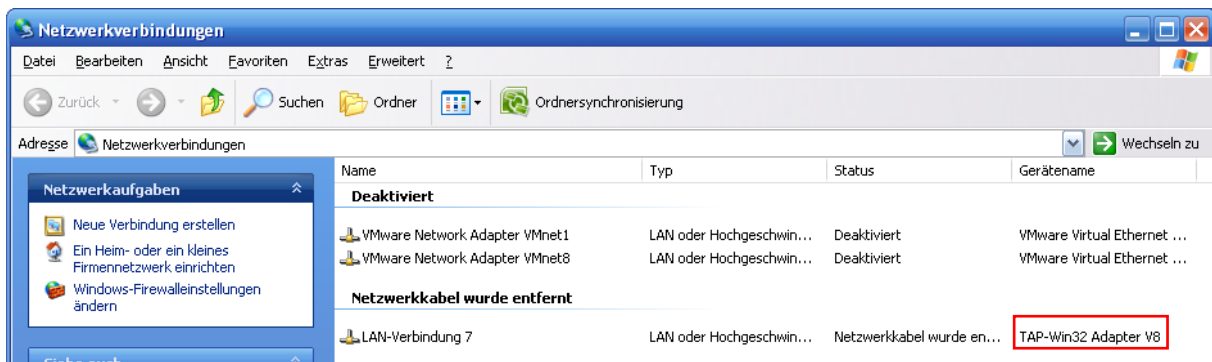 Netzwerkverbindungen
Datei Bearbeiten Ansicht Favoriten Extras Erweitert ?
Zurück Suchen Ordner Ordnersynchronisierung
Adresse Netzwerkverbindungen Wechseln zu
Name Typ Status Gerätename
Netzwerkaufgaben
Neue Verbindung erstellen
Ein Heim- oder ein kleines
Firmennetzwerk einrichten
Windows-Firewalleinstellungen
ändern
Deaktiviert
VMware Network Adapter VMnet1 LAN oder Hochgeschwin... Deaktiviert VMware Virtual Ethernet ...
VMware Network Adapter VMnet8 LAN oder Hochgeschwin... Deaktiviert VMware Virtual Ethernet ...
Netzwerkkabel wurde entfernt
LAN-Verbindung 7 LAN oder Hochgeschwin... Netzwerkkabel wurde en... TAP-Win32 Adapter V8